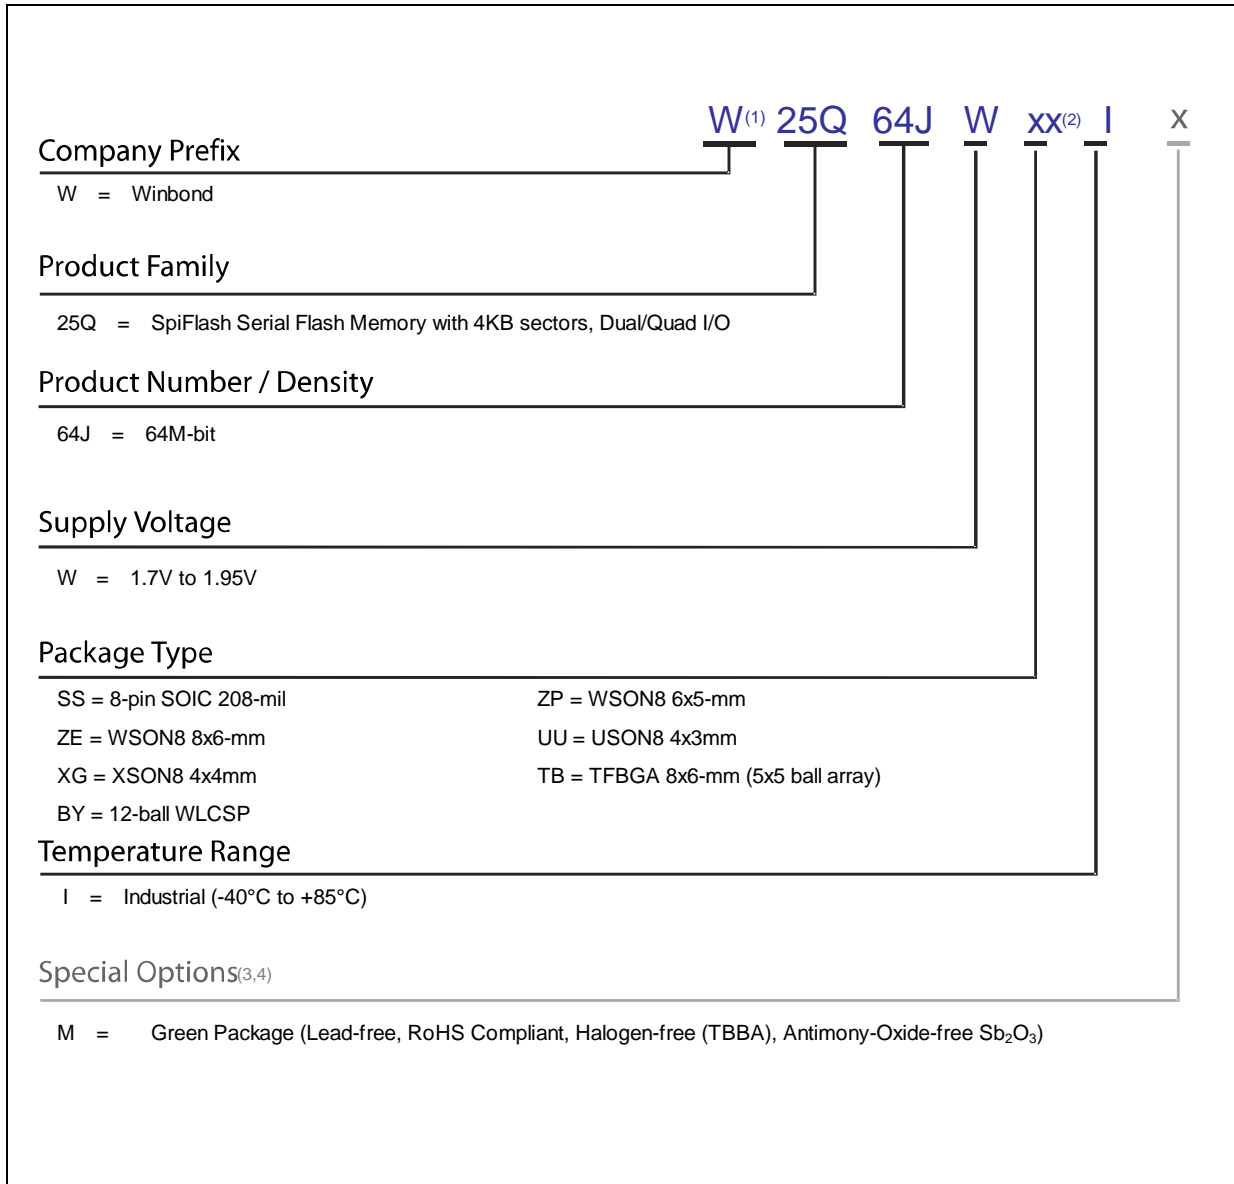 W(1) 25Q 64J W xx(2) I x
Company Prefix
W = Winbond
Product Family
25Q = SpiFlash Serial Flash Memory with 4KB sectors, Dual/Quad I/O
Product Number / Density
64J = 64M-bit
Supply Voltage
W = 1.7V to 1.95V
Package Type
SS = 8-pin SOIC 208-mil ZP = WSON8 6x5-mm
ZE = WSON8 8x6-mm UU = USON8 4x3mm
XG = XSON8 4x4mm TB = TFBGA 8x6-mm (5x5 ball array)
BY = 12-ball WLCSP
Temperature Range
I = Industrial (-40°C to +85°C)
Special Options(3,4)
M = Green Package (Lead-free, RoHS Compliant, Halogen-free (TBBA), Antimony-Oxide-free Sb₂O₃)